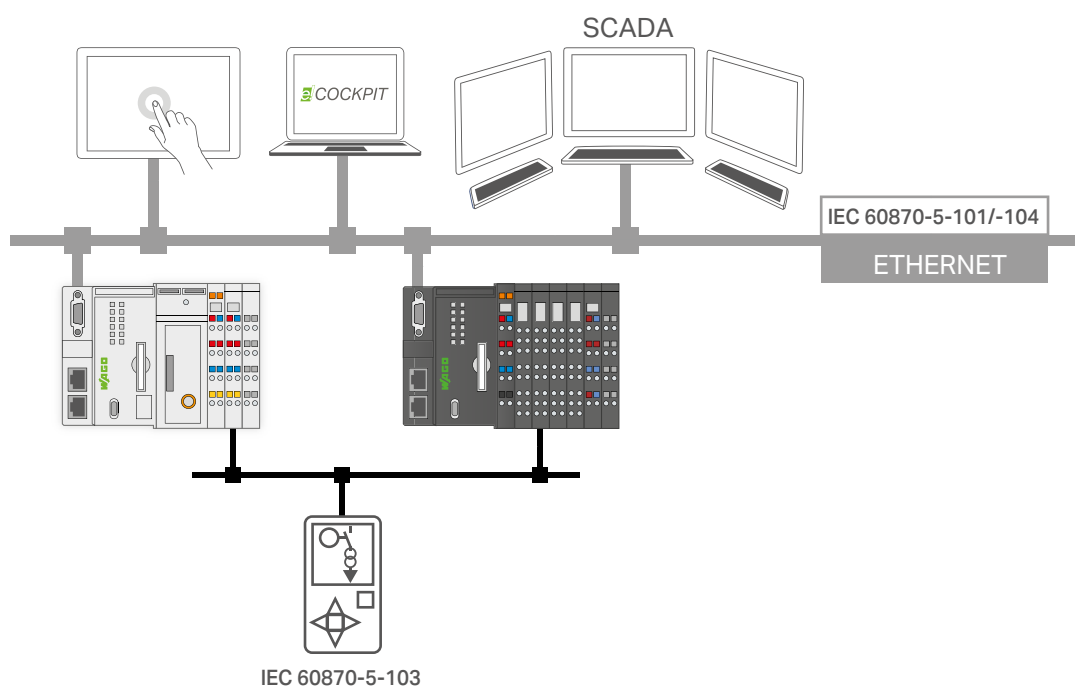 SCADA
e!COCKPIT
IEC 60870-5-101/-104
ETHERNET
WAGO
WAGO
IEC 60870-5-103